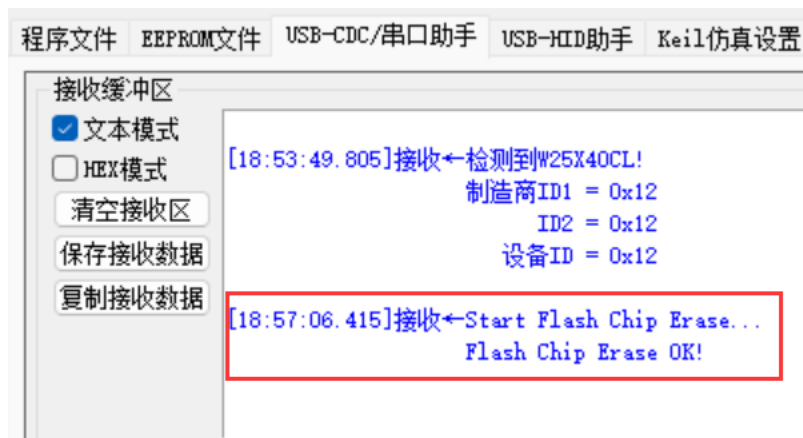 程序文件 EEPROM文件 USB-CDC/串口助手 USB-HID助手 Keil仿真设置
接收缓冲区
文本模式
HEX模式
清空接收区
保存接收数据
复制接收数据
[18:53:49.805]接收←检测到W25X40CL!
制造商ID1 = 0x12
ID2 = 0x12
设备ID = 0x12
[18:57:06.415]接收←Start Flash Chip Erase...
Flash Chip Erase OK!